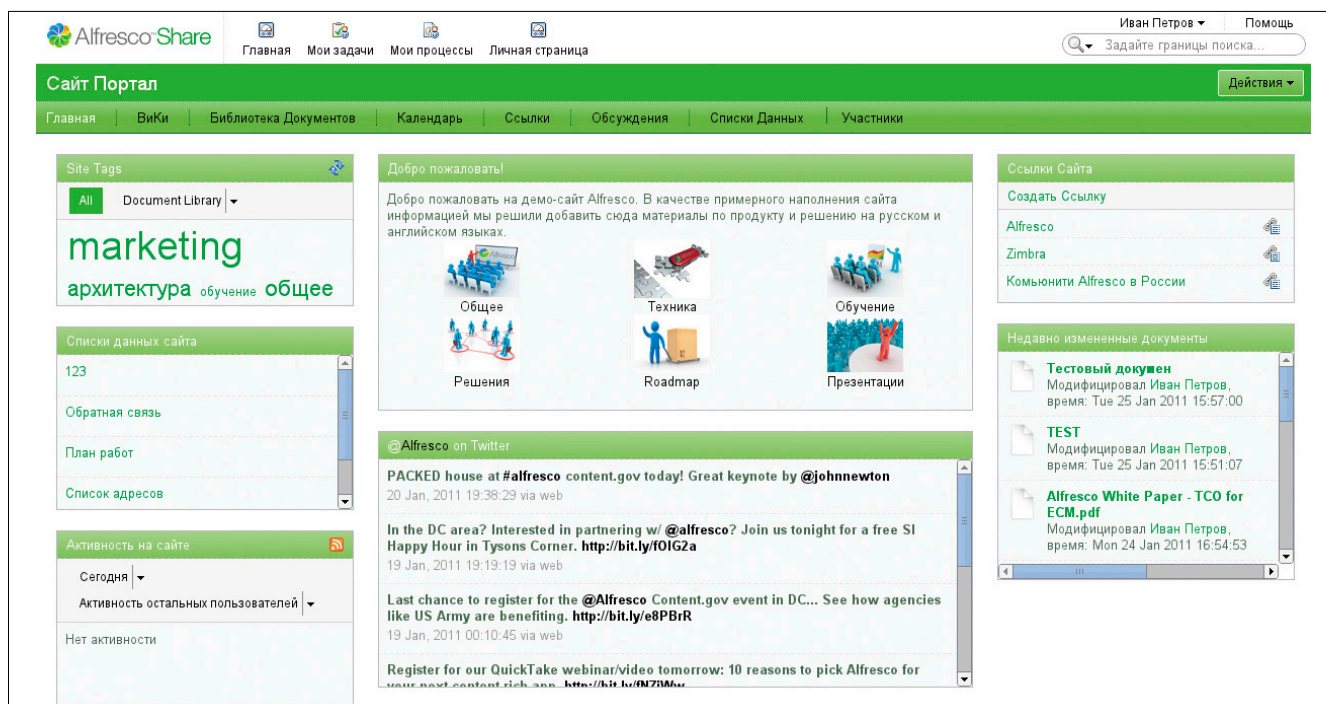 Alfresco Share
Главная
Мои задачи
Мои процессы
Личная страница
Иван Петров
Помощь
Задайте границы поиска...
Сайт Портал
Действия
Главная
ВиКи
Библиотека Документов
Календарь
Ссылки
Обсуждения
Списки Данных
Участники
Site Tags
All
Document Library
marketing
архитектура обучение общее
Списки данных сайта
123
Обратная связь
План работ
Список адресов
Активность на сайте
Сегодня
Активность остальных пользователей
Нет активности
Добро пожаловать!
Добро пожаловать на демо-сайт Alfresco. В качестве примерного наполнения сайта
информацией мы решили добавить сюда материалы по продукту и решению на русском и
английском языках.
Alfresco
Общее
Техника
Обучение
Решения
Roadmap
Презентации
@Alfresco on Twitter
PACKED house at #alfresco content.gov today! Great keynote by @johnnewton
20 Jan, 2011 19:38:29 via web
In the DC area? Interested in partnering w/ @alfresco? Join us tonight for a free SI
Happy Hour in Tysons Corner. http://bit.ly/fOIG2a
19 Jan, 2011 19:19:19 via web
Last chance to register for the @Alfresco Content.gov event in DC... See how agencies
like US Army are benefiting. http://bit.ly/e8PBrR
19 Jan, 2011 00:10:45 via web
Register for our QuickTake webinar/video tomorrow: 10 reasons to pick Alfresco for
your next content rich app.
Ссылки Сайта
Создать Ссылку
Alfresco
Zimbra
Комьюнити Alfresco в России
Недавно измененные документы
Тестовый докумен
Модифицировал Иван Петров,
время: Tue 25 Jan 2011 15:57:00
TEST
Модифицировал Иван Петров,
время: Tue 25 Jan 2011 15:51:07
Alfresco White Paper - TCO for
ECM.pdf
Модифицировал Иван Петров,
время: Mon 24 Jan 2011 16:54:53